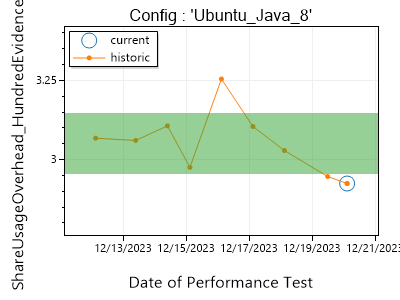 Config : 'Ubuntu_Java_8'
current
historic
3.25
3
ShareUsageOverhead_HundredEvidence
12/13/2023
12/15/2023
12/17/2023
12/19/2023
12/21/2023
Date of Performance Test